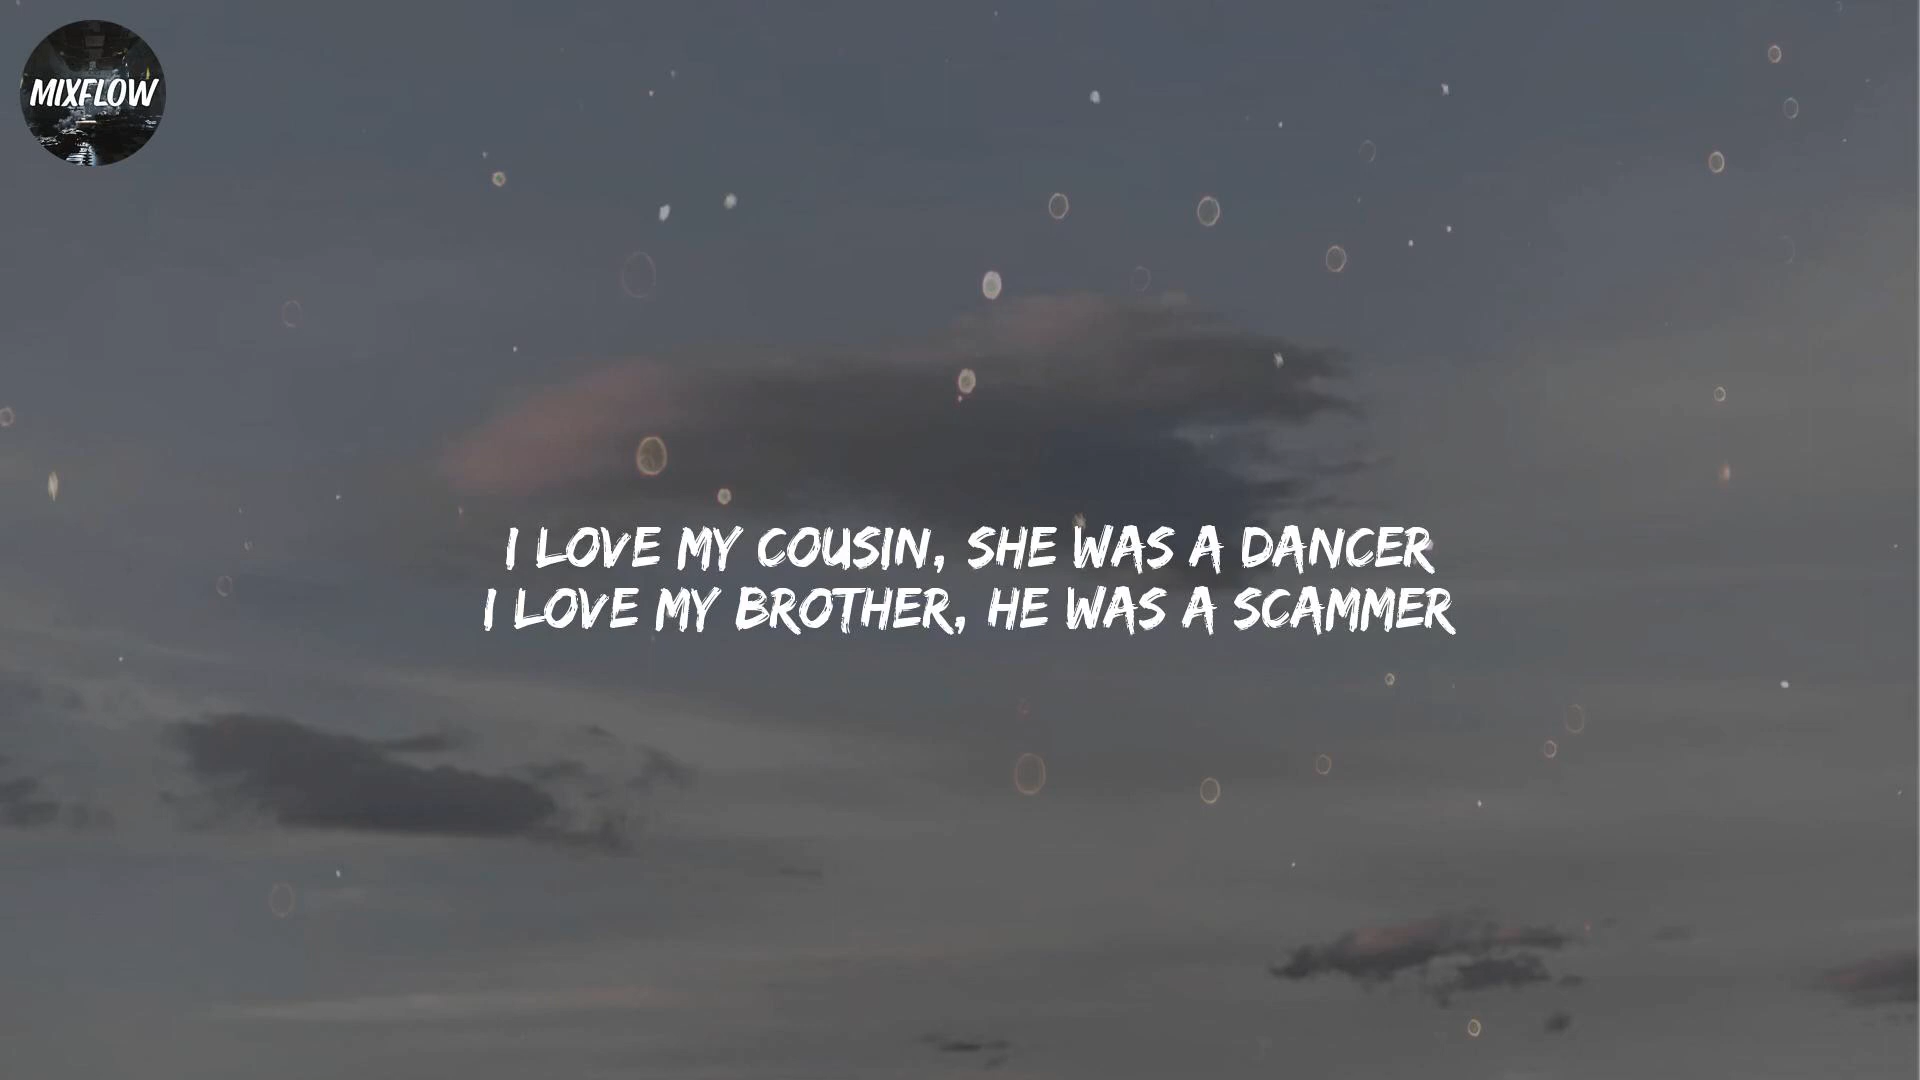 MIXFLOW
I LOVE MY COUSIN, SHE WAS A DANCER
I LOVE MY BROTHER, HE WAS A SCAMMER